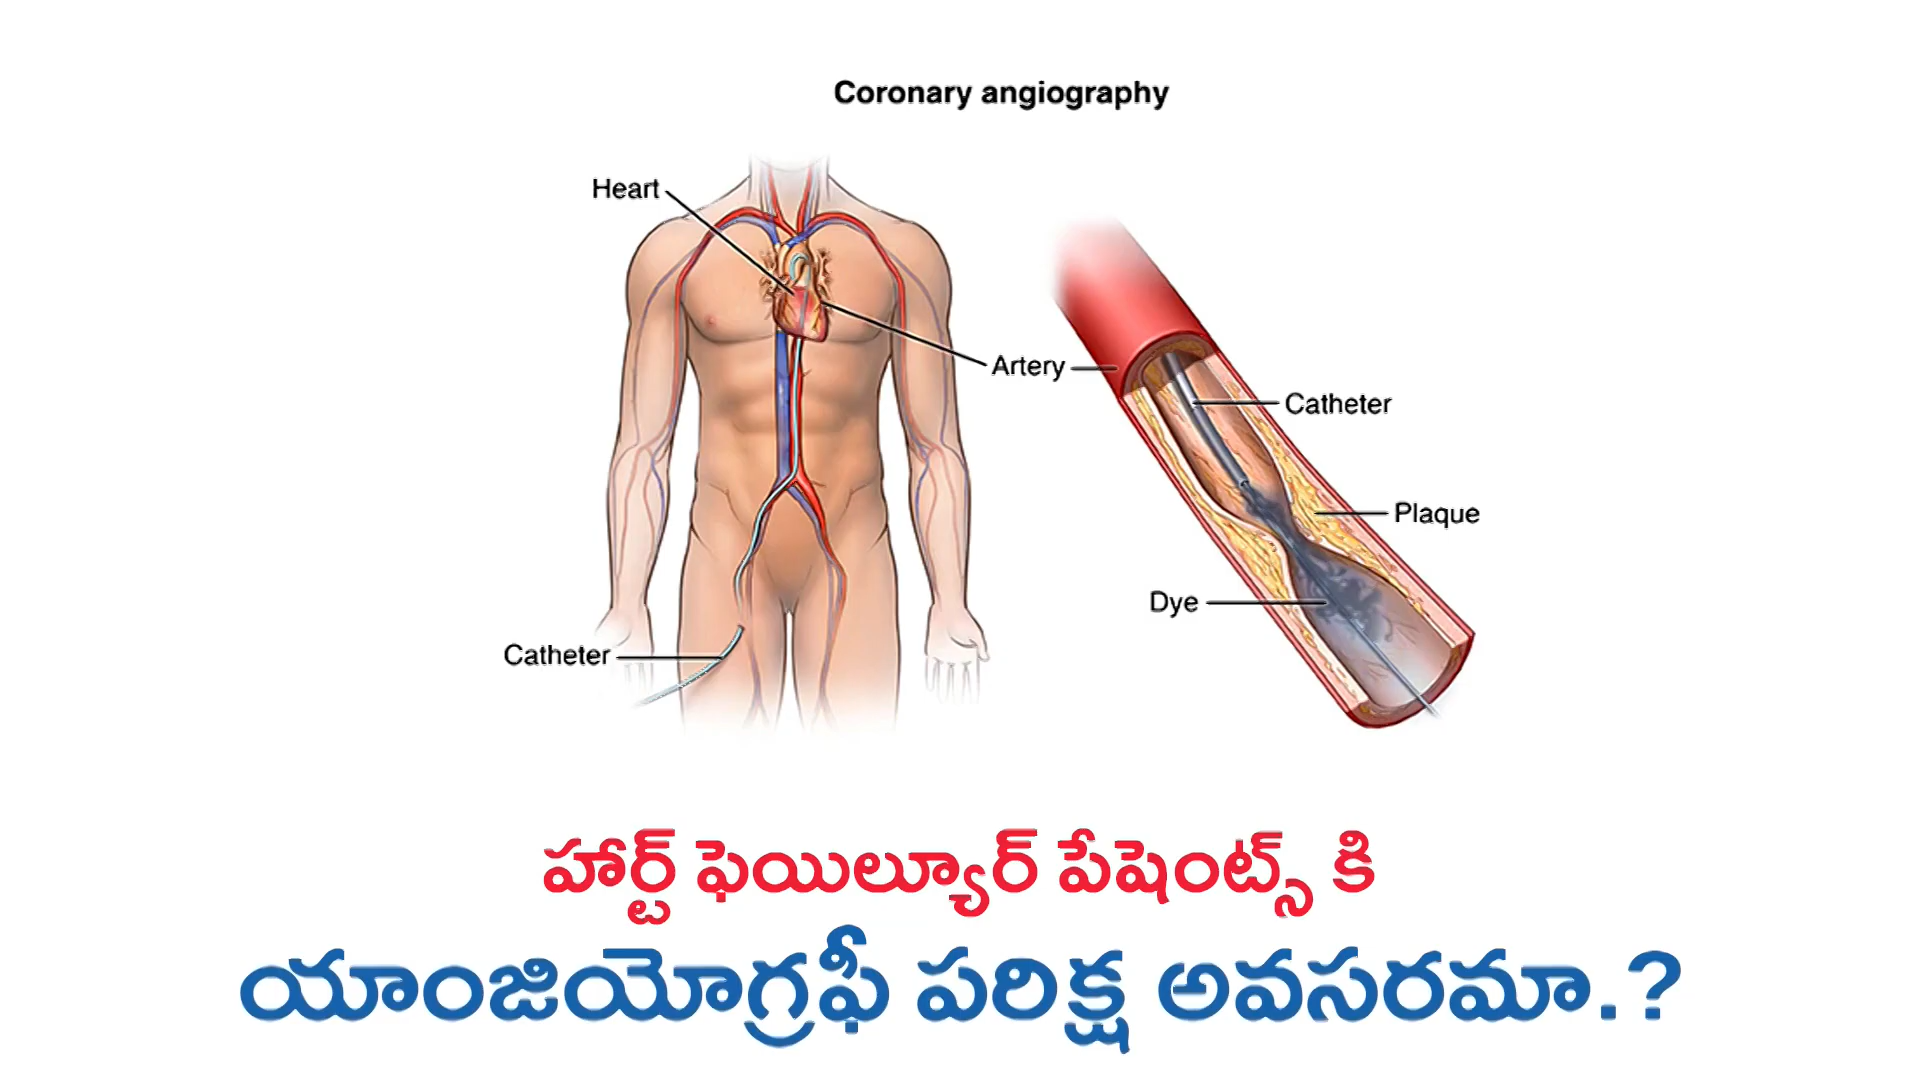 Coronary angiography
Heart
Artery
Catheter
Plaque
Dye
Catheter
హార్ట్ ఫెయిల్యూర్ పేషెంట్స్ కి
యాంజియోగ్రఫీ పరిక్ష అవసరమా.?